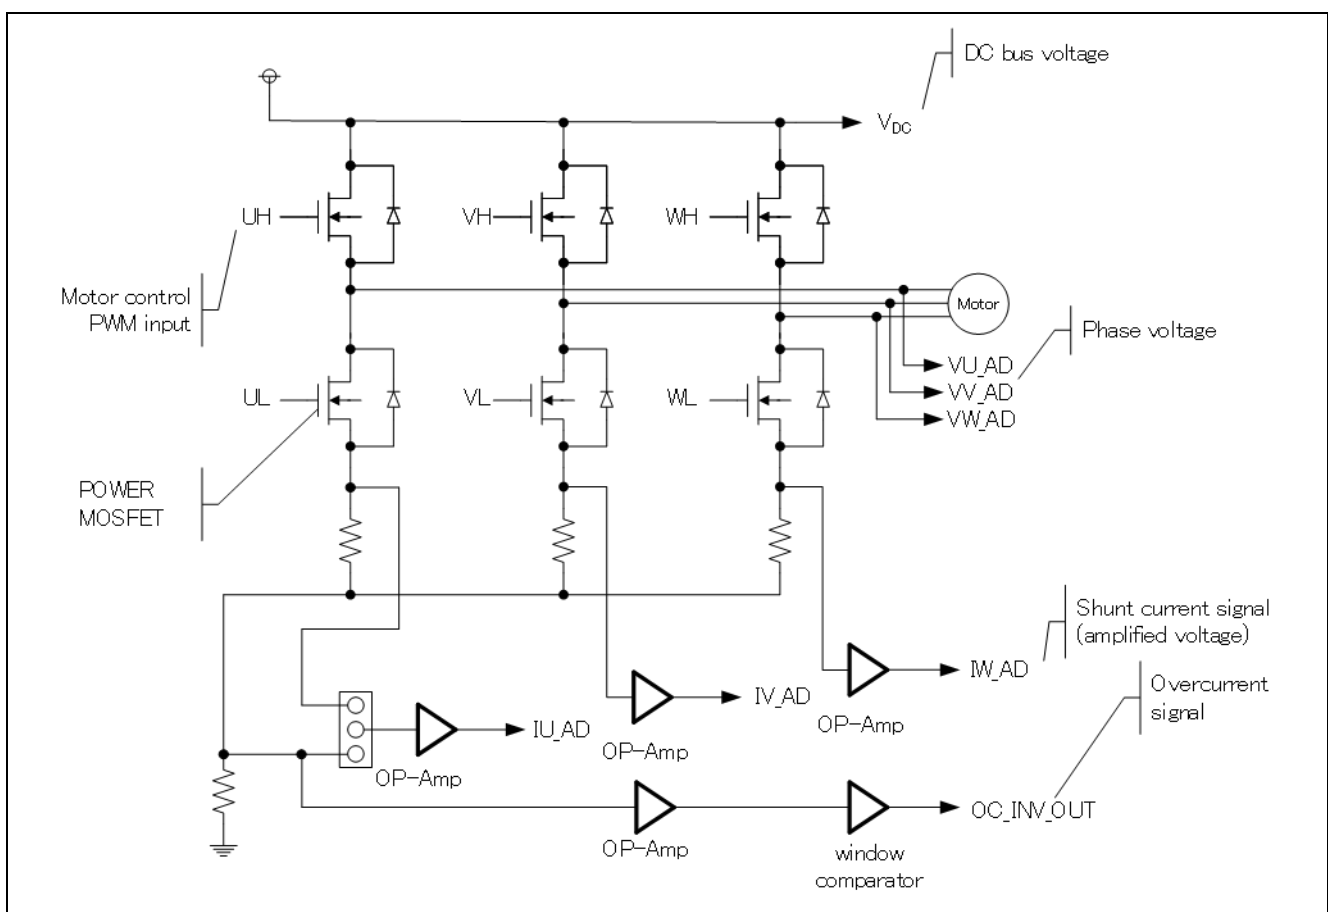 DC bus voltage
VDC
UH
VH
WH
Motor control
PWM input
Motor
Phase voltage
VU_AD
VV_AD
VW_AD
UL
VL
WL
POWER
MOSFET
Shunt current signal
(amplified voltage)
IW_AD
Overcurrent
signal
IV_AD
OP-Amp
IU_AD
OP-Amp
OP-Amp
OC_INV_OUT
OP-Amp
window
comparator